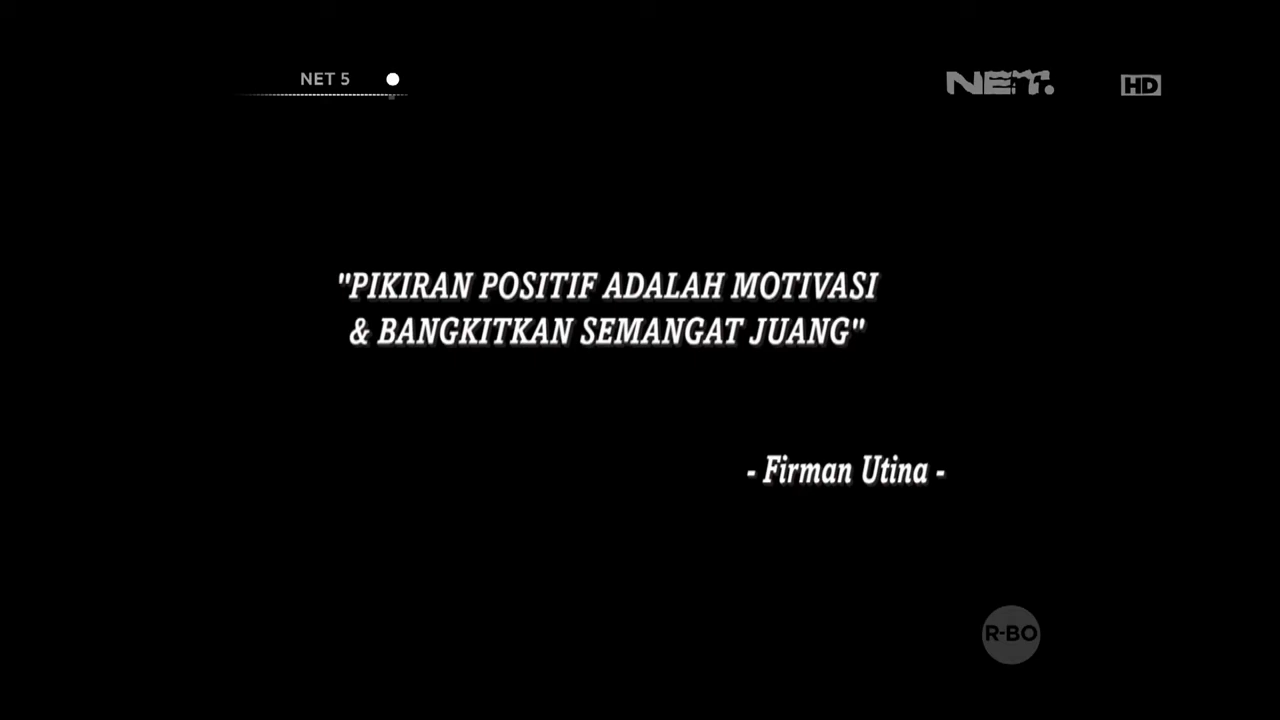 NET 5
NET.
HD
"PIKIRAN POSITIF ADALAH MOTIVASI
& BANGKITKAN SEMANGAT JUANG"
- Firman Utina -
R-BO